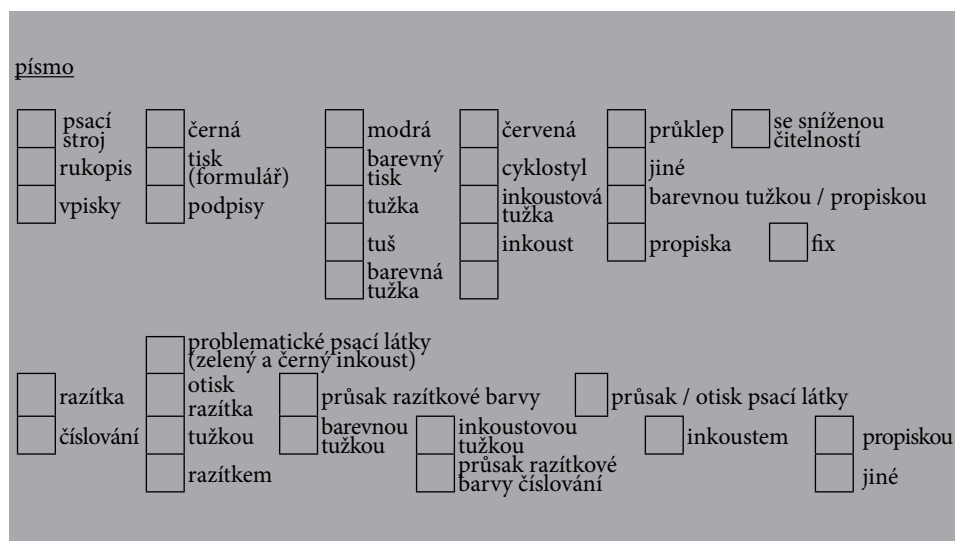 písmo
psací stroj černá modrá červená průklep se sníženou čitelností
rukopis tisk (formulář) barevný tisk cyklostyl jiné
vpisky podpisy tužka inkoustová tužka barevnou tužkou / propiskou
tuš inkoust propiska fix
barevná tužka
problematické psací látky (zelený a černý inkoust)
razítka otisk razítka průsak razítkové barvy průsak / otisk psací látky
číslování tužkou barevnou tužkou inkoustovou tužkou inkoustem propiskou
razítkem průsak razítkové barvy číslování jiné